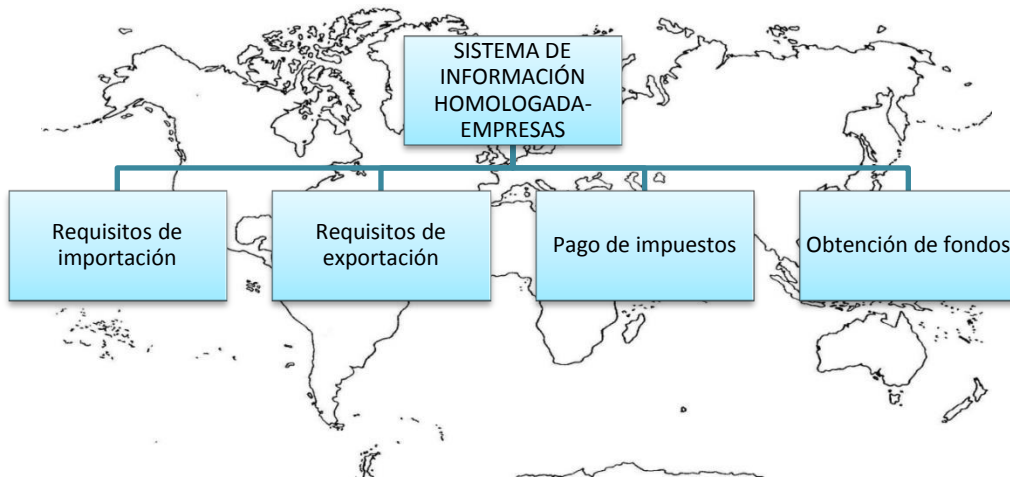 SISTEMA DE
INFORMACIÓN
HOMOLOGADA-
EMPRESAS
Requisitos de
importación
Requisitos de
exportación
Pago de impuestos
Obtención de fondos